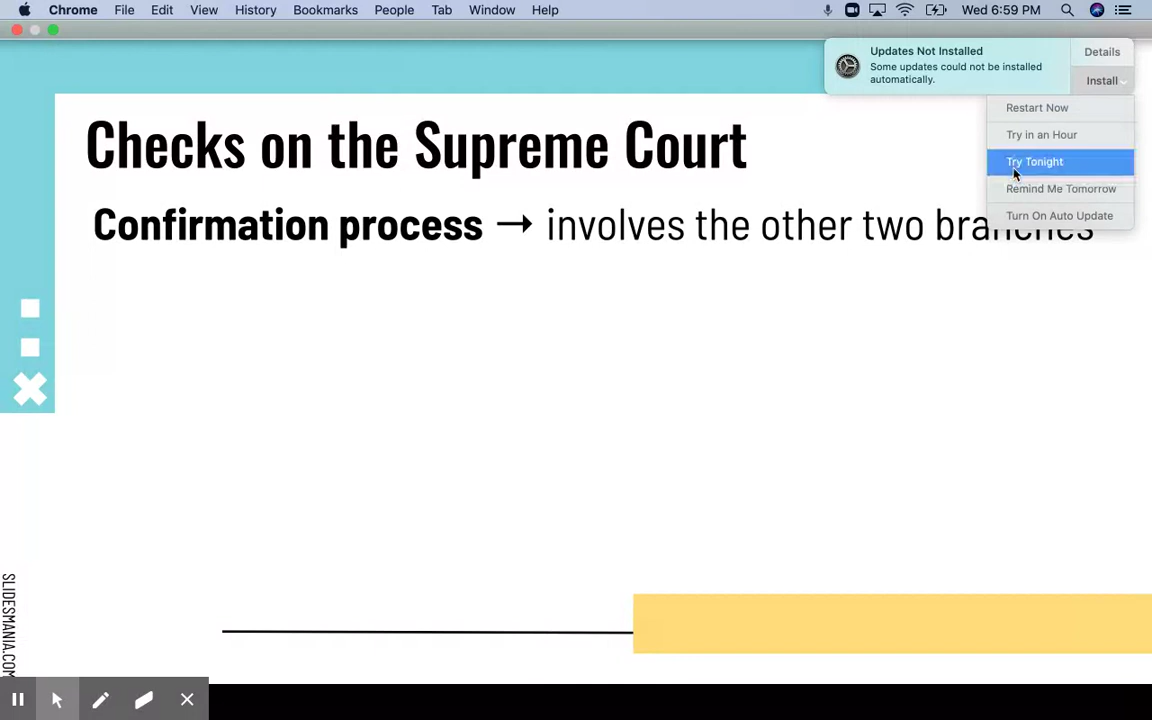 Chrome File Edit View History Bookmarks People Tab Window Help Wed 6:59 PM
Updates Not Installed
Some updates could not be installed
automatically.
Details
Install
Restart Now
Try in an Hour
Try Tonight
Remind Me Tomorrow
Turn On Auto Update
Checks on the Supreme Court
Confirmation process → involves the other two branches
SLIDESMANIA.COM